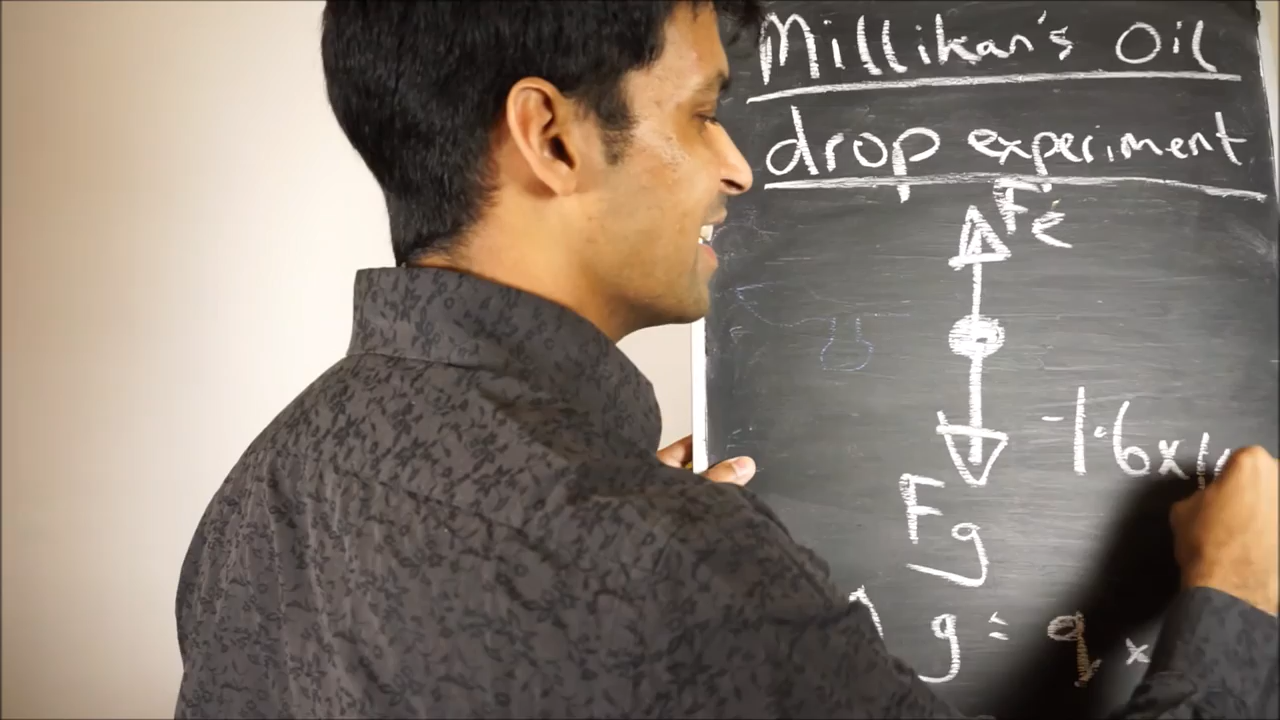 Millikan's Oil
drop experiment
Fe
-1.6x1
Fg
g = q x